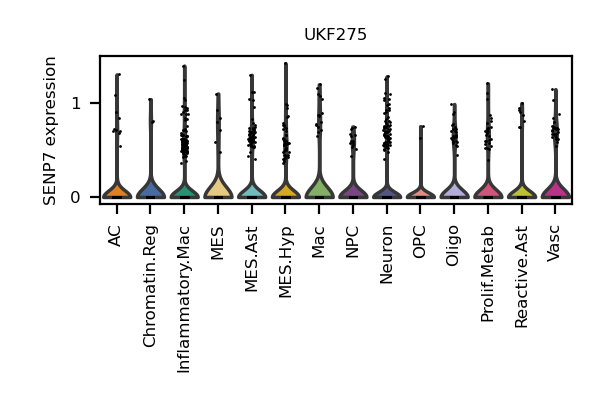 UKF275
SENP7 expression
1
0
AC
Chromatin.Reg
Inflammatory.Mac
MES
MES.Ast
MES.Hyp
Mac
NPC
Neuron
OPC
Oligo
Prolif.Metab
Reactive.Ast
Vasc